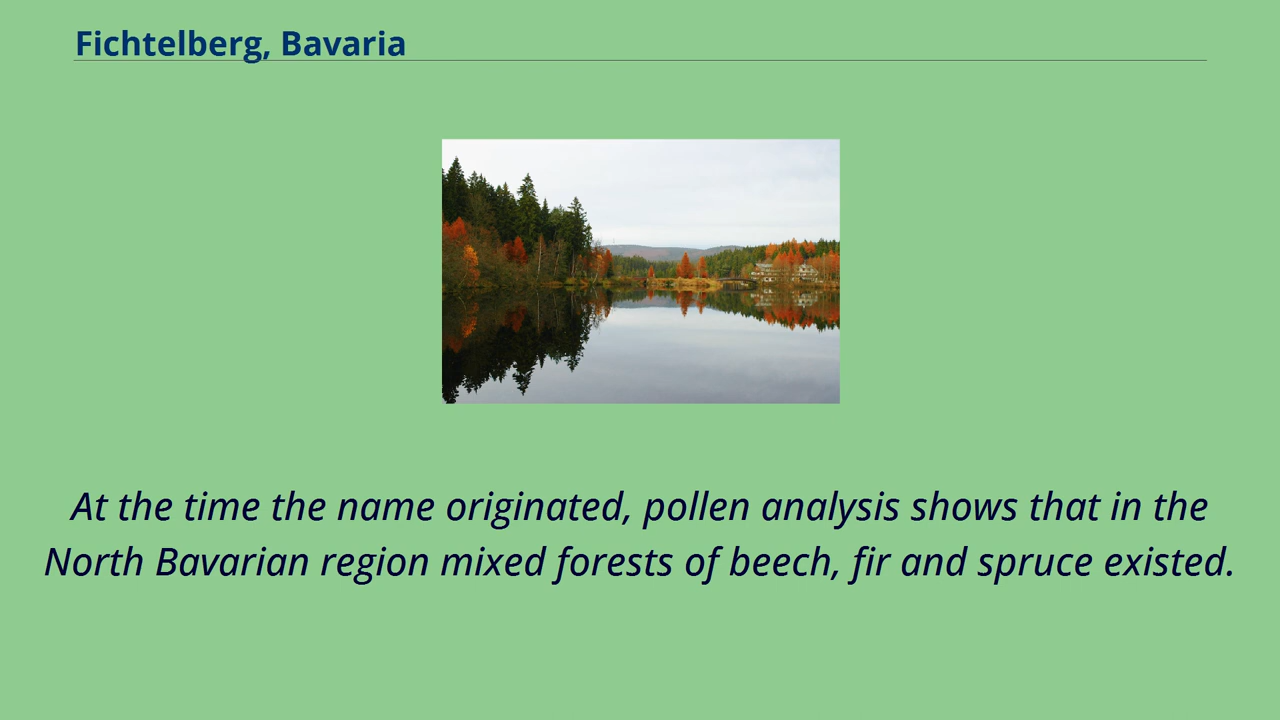 Fichtelberg, Bavaria
At the time the name originated, pollen analysis shows that in the
North Bavarian region mixed forests of beech, fir and spruce existed.